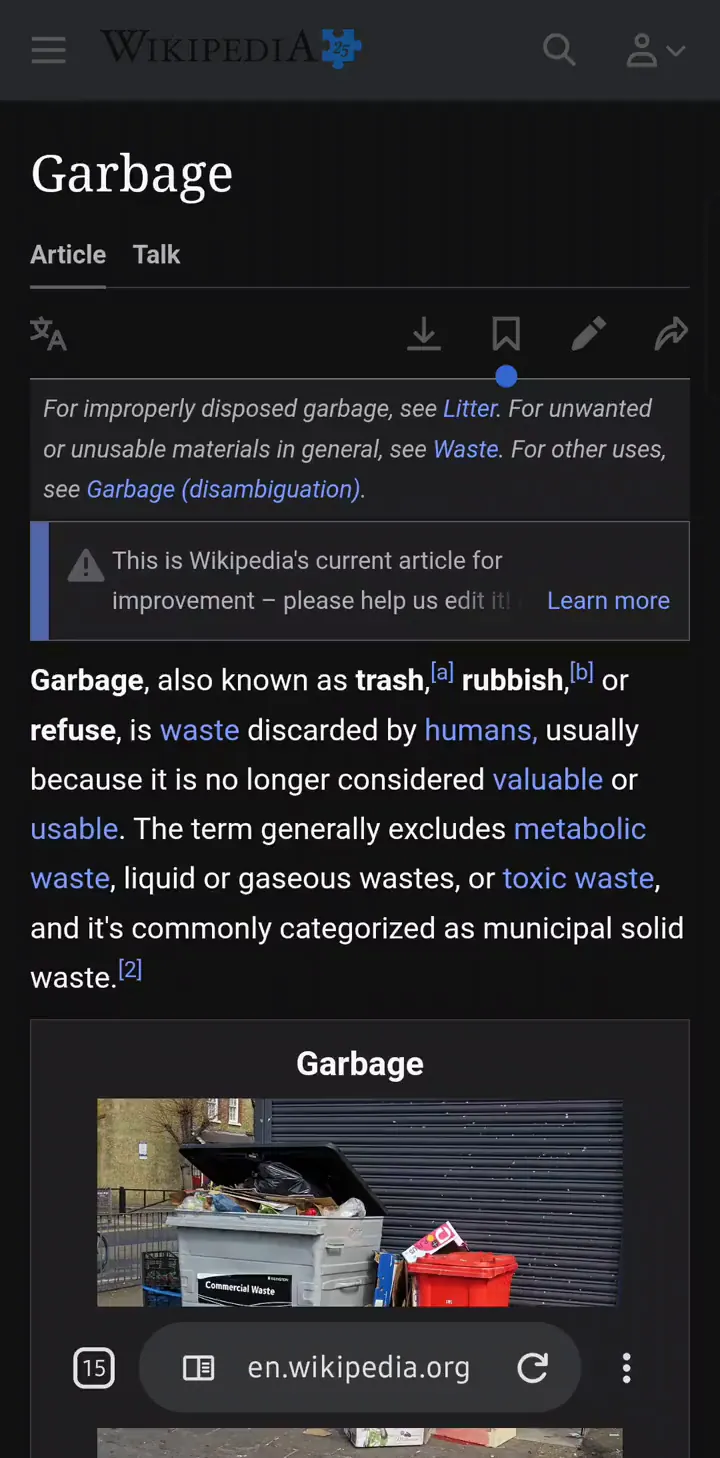 WIKIPEDIA 25
Garbage
Article Talk
For improperly disposed garbage, see Litter. For unwanted
or unusable materials in general, see Waste. For other uses,
see Garbage (disambiguation).
This is Wikipedia's current article for
improvement – please help us edit it! Learn more
Garbage, also known as trash,[a] rubbish,[b] or
refuse, is waste discarded by humans, usually
because it is no longer considered valuable or
usable. The term generally excludes metabolic
waste, liquid or gaseous wastes, or toxic waste,
and it's commonly categorized as municipal solid
waste.[2]
Garbage
Commercial Waste
15 en.wikipedia.org